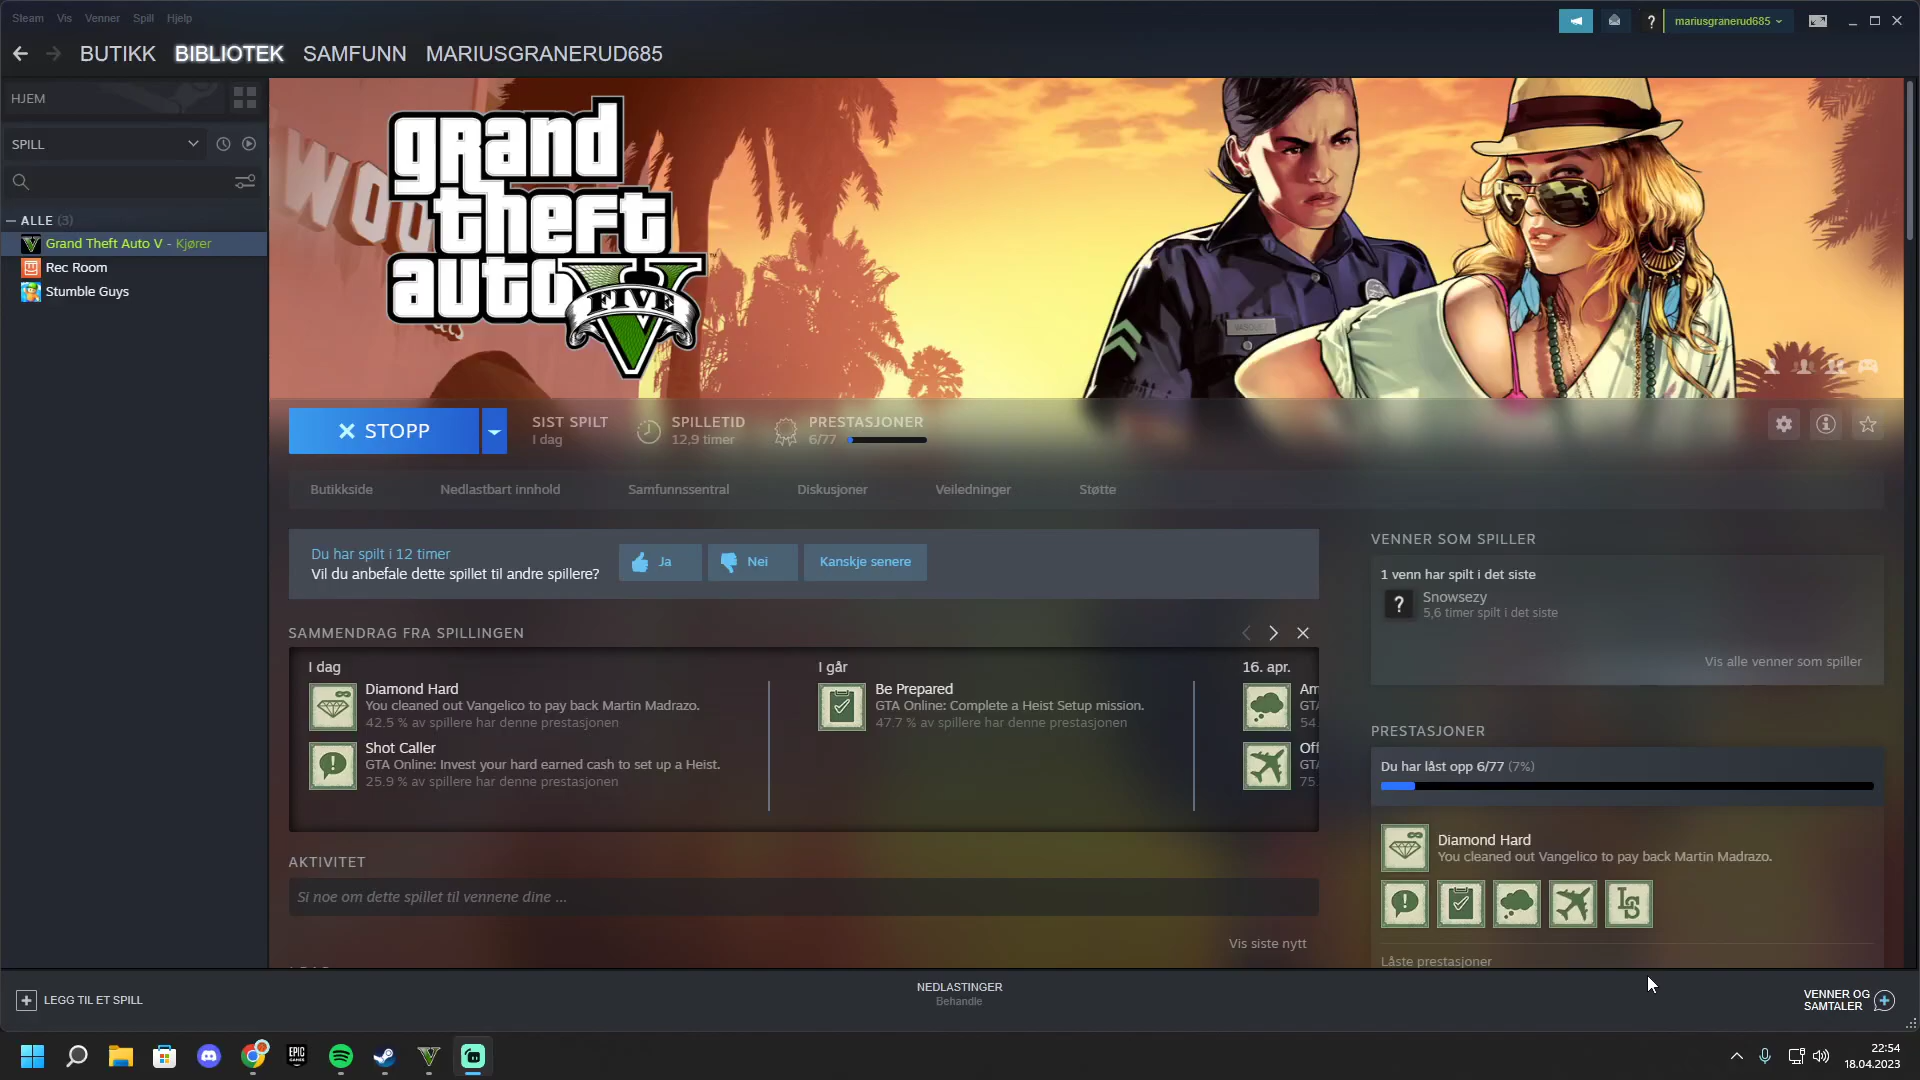 Steam Vis Venner Spill Hjelp
mariusgranerud685
BUTIKK BIBLIOTEK SAMFUNN MARIUSGRANERUD685
HJEM
SPILL
ALLE (3)
Grand Theft Auto V - Kjører
Rec Room
Stumble Guys
grand
theft
auto
FIVE
STOPP
SIST SPILT
I dag
SPILLETID
12,9 timer
PRESTASJONER
6/77
Butikkside Nedlastbart innhold Samfunnssentral Diskusjoner Veiledninger Støtte
Du har spilt i 12 timer
Vil du anbefale dette spillet til andre spillere?
Ja Nei Kanskje senere
SAMMENDRAG FRA SPILLINGEN
I dag
Diamond Hard
You cleaned out Vangelico to pay back Martin Madrazo.
42.5 % av spillere har denne prestasjonen
Shot Caller
GTA Online: Invest your hard earned cash to set up a Heist.
25.9 % av spillere har denne prestasjonen
I går
Be Prepared
GTA Online: Complete a Heist Setup mission.
47.7 % av spillere har denne prestasjonen
16. apr.
VENNER SOM SPILLER
1 venn har spilt i det siste
?
Snowsezy
5,6 timer spilt i det siste
Vis alle venner som spiller
PRESTASJONER
Du har låst opp 6/77 (7%)
Diamond Hard
You cleaned out Vangelico to pay back Martin Madrazo.
LS
Låste prestasjoner
AKTIVITET
Si noe om dette spillet til vennene dine ...
Vis siste nytt
LEGG TIL ET SPILL
NEDLASTINGER
Behandle
VENNER OG
SAMTALER
EPIC
GAMES
22:54
18.04.2023